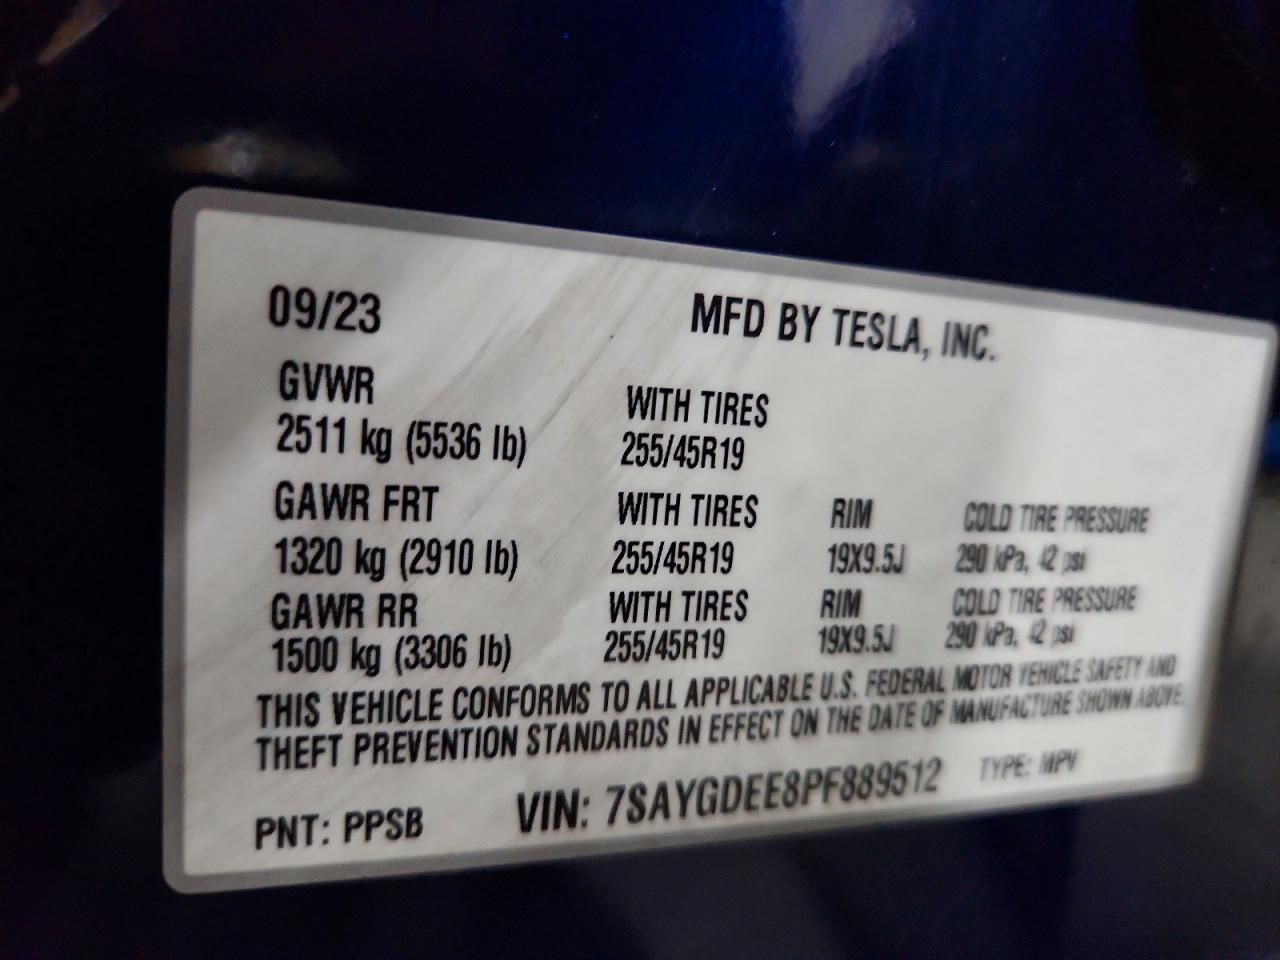 09/23 MFD BY TESLA, INC.
GVWR WITH TIRES
2511 kg (5536 lb) 255/45R19
GAWR FRT WITH TIRES RIM COLD TIRE PRESSURE
1320 kg (2910 lb) 255/45R19 19X9.5J 290 kPa, 42 psi
GAWR RR WITH TIRES RIM COLD TIRE PRESSURE
1500 kg (3306 lb) 255/45R19 19X9.5J 290 kPa, 42 psi
THIS VEHICLE CONFORMS TO ALL APPLICABLE U.S. FEDERAL MOTOR VEHICLE SAFETY AND
THEFT PREVENTION STANDARDS IN EFFECT ON THE DATE OF MANUFACTURE SHOWN ABOVE.
PNT: PPSB VIN: 7SAYGDEE8PF889512 TYPE: MPV